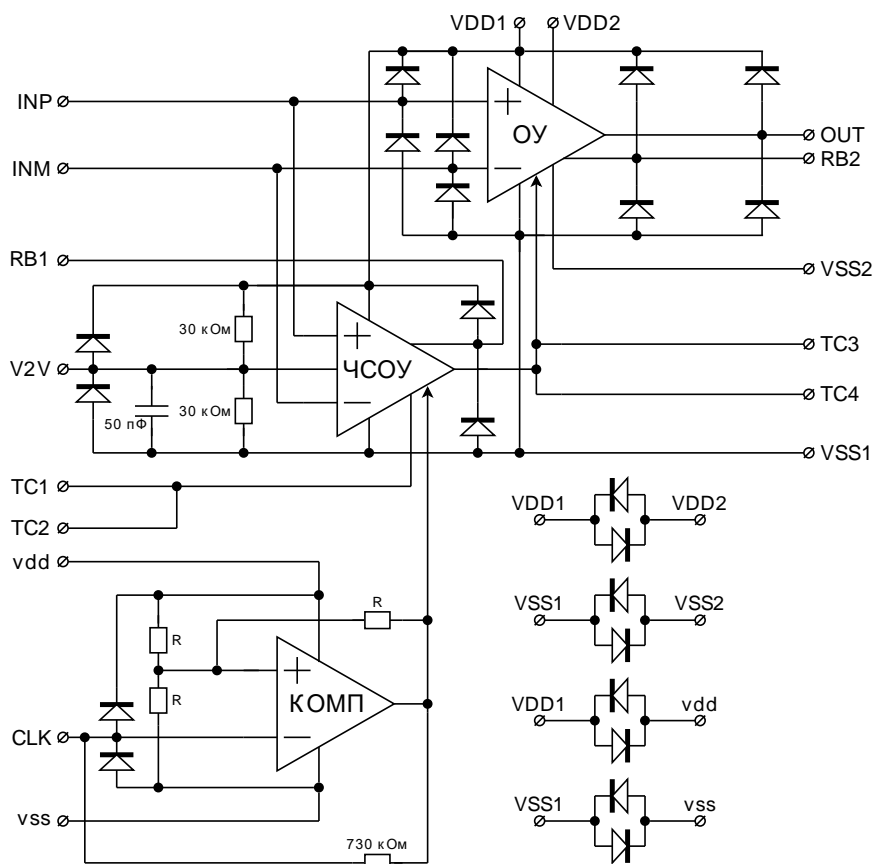 VDD1 VDD2
INP
ОУ
OUT
RB2
INM
RB1
VSS2
30 кОм
TC3
V2V
ЧСОУ
TC4
50 пФ
30 кОм
VSS1
TC1
TC2
VDD1 VDD2
vdd
R
R
VSS1 VSS2
R
КОМП
VDD1 vdd
CLK
vss
VSS1 vss
730 кОм